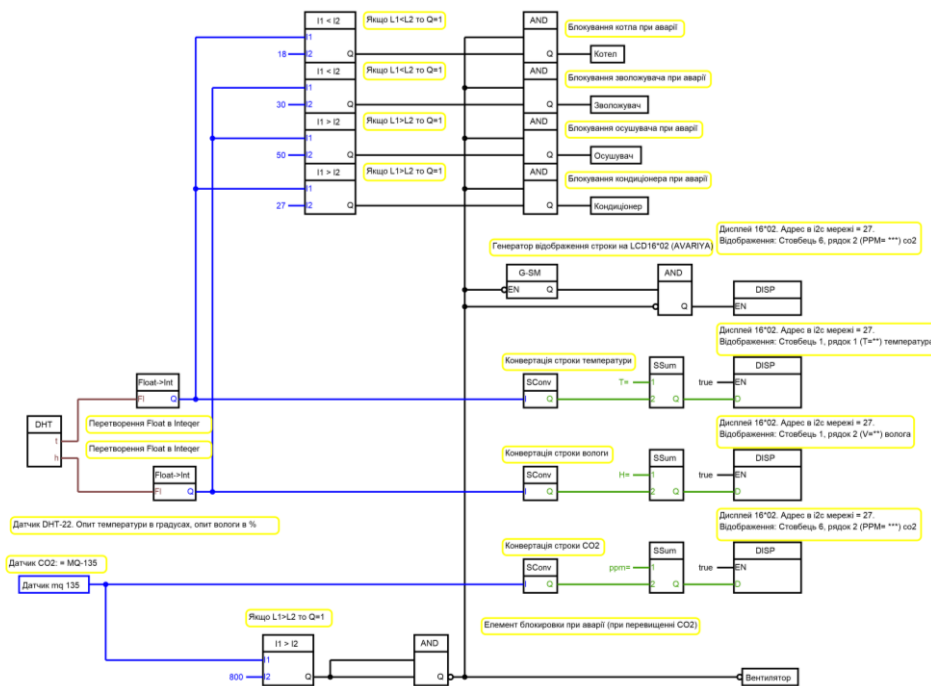 I1 < I2
Якщо L1<L2 то Q=1
AND
Блокування котла при аварії
I1
18
I2
Q
Q
Котел
I1 < I2
Якщо L1<L2 то Q=1
AND
Блокування зволожувача при аварії
I1
30
I2
Q
Q
Зволожувач
I1 > I2
Якщо L1>L2 то Q=1
AND
Блокування осушувача при аварії
I1
50
I2
Q
Q
Осушувач
I1 > I2
Якщо L1>L2 то Q=1
AND
Блокування кондиціонера при аварії
I1
27
I2
Q
Q
Кондиціонер
Дисплей 16*02. Адрес в i2c мережі = 27.
Відображення: Стовбець 6, рядок 2 (PPM= ***) co2
Генератор відображення строки на LCD16*02 (AVARIYA)
G-SM
AND
DISP
EN
Q
Q
EN
Дисплей 16*02. Адрес в i2c мережі = 27.
Відображення: Стовбець 1, рядок 1 (T=**) температури
Конвертація строки температури
SSum
DISP
Float->Int
SConv
T=
1
true
EN
FI
Q
I
Q
2
Q
D
DHT
Перетворення Float в Integer
t
Перетворення Float в Integer
h
Дисплей 16*02. Адрес в i2c мережі = 27.
Відображення: Стовбець 1, рядок 2 (V=**) волога
Конвертація строки вологи
SSum
DISP
Float->Int
SConv
H=
1
true
EN
FI
Q
I
Q
2
Q
D
Датчик DHT-22. Опит температури в градусах, опит вологи в %
Дисплей 16*02. Адрес в i2c мережі = 27.
Відображення: Стовбець 6, рядок 2 (PPM= ***) co2
Конвертація строки CO2
Датчик CO2: = MQ-135
SSum
DISP
SConv
ppm=
1
true
EN
Датчик mq 135
I
Q
2
Q
D
Якщо L1>L2 то Q=1
Елемент блокировки при аварії (при перевищенні CO2)
I1 > I2
AND
I1
800
I2
Q
Q
Вентилятор